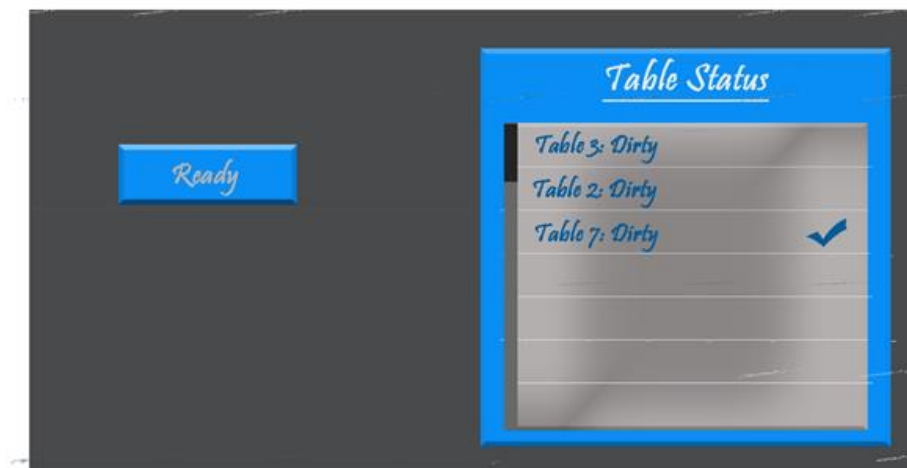 Table Status
Ready
Table 3: Dirty
Table 2: Dirty
Table 7: Dirty